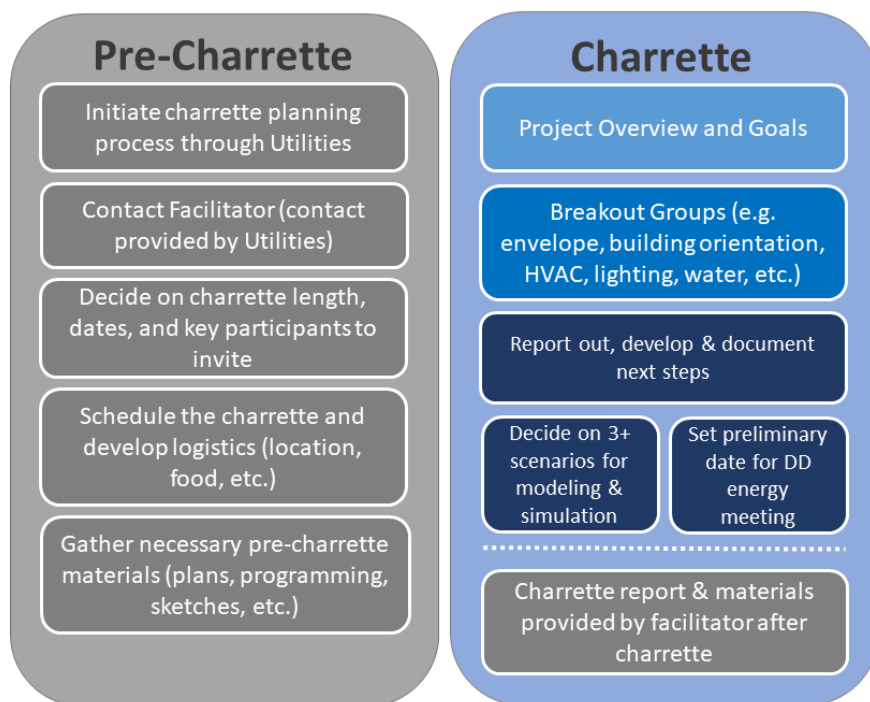 Pre-Charrette
Initiate charrette planning
process through Utilities
Contact Facilitator (contact
provided by Utilities)
Decide on charrette length,
dates, and key participants to
invite
Schedule the charrette and
develop logistics (location,
food, etc.)
Gather necessary pre-charrette
materials (plans, programming,
sketches, etc.)
Charrette
Project Overview and Goals
Breakout Groups (e.g.
envelope, building orientation,
HVAC, lighting, water, etc.)
Report out, develop & document
next steps
Decide on 3+
scenarios for
modeling &
simulation
Set preliminary
date for DD
energy
meeting
Charrette report & materials
provided by facilitator after
charrette